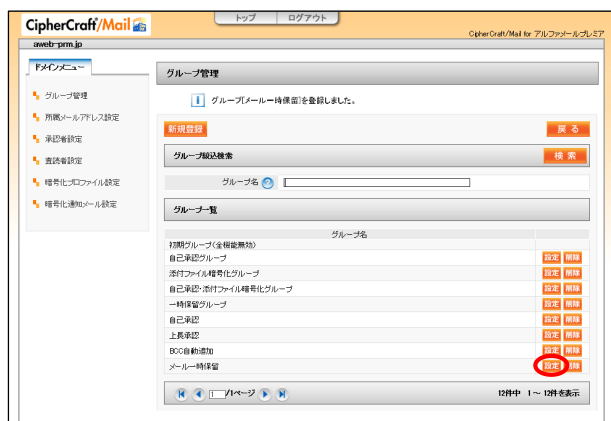 CipherCraft/Mail
トップ ログアウト
CipherCraft/Mail for アルファメールプレミア
aweb-prm.jp
ドメインメニュー
グループ管理
所属メールアドレス設定
承認者設定
査読者設定
暗号化プロファイル設定
暗号化通知メール設定
グループ管理
グループ[メール一時保留]を登録しました。
新規登録 戻る
グループ絞込検索 検索
グループ名
グループ一覧
グループ名
初期グループ(全機能無効)
自己承認グループ 設定 削除
添付ファイル暗号化グループ 設定 削除
自己承認・添付ファイル暗号化グループ 設定 削除
一時保留グループ 設定 削除
自己承認 設定 削除
上長承認 設定 削除
BCC自動追加 設定 削除
メール一時保留 設定 削除
/1ページ 12件中 1～ 12件を表示